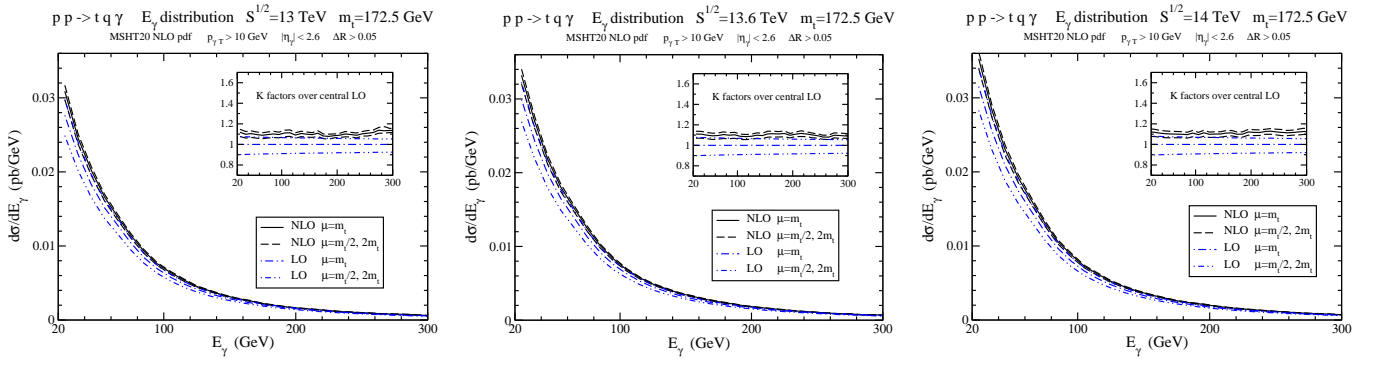 p p -> t q γ E_γ distribution S^1/2=13 TeV m_t=172.5 GeV
MSHT20 NLO pdf p_γ T > 10 GeV |η_γ| < 2.6 ΔR > 0.05
1.6
1.4
1.2
1
0.8
K factors over central LO
20 100 200 300
0.03
0.02
0.01
0
dσ/dE_γ (pb/GeV)
NLO μ=m_t
NLO μ=m_t/2, 2m_t
LO μ=m_t
LO μ=m_t/2, 2m_t
20 100 200 300
E_γ (GeV)
p p -> t q γ E_γ distribution S^1/2=13.6 TeV m_t=172.5 GeV
MSHT20 NLO pdf p_γ T > 10 GeV |η_γ| < 2.6 ΔR > 0.05
1.6
1.4
1.2
1
0.8
K factors over central LO
20 100 200 300
0.03
0.02
0.01
0
dσ/dE_γ (pb/GeV)
NLO μ=m_t
NLO μ=m_t/2, 2m_t
LO μ=m_t
LO μ=m_t/2, 2m_t
20 100 200 300
E_γ (GeV)
p p -> t q γ E_γ distribution S^1/2=14 TeV m_t=172.5 GeV
MSHT20 NLO pdf p_γ T > 10 GeV |η_γ| < 2.6 ΔR > 0.05
1.6
1.4
1.2
1
0.8
K factors over central LO
20 100 200 300
0.03
0.02
0.01
0
dσ/dE_γ (pb/GeV)
NLO μ=m_t
NLO μ=m_t/2, 2m_t
LO μ=m_t
LO μ=m_t/2, 2m_t
20 100 200 300
E_γ (GeV)